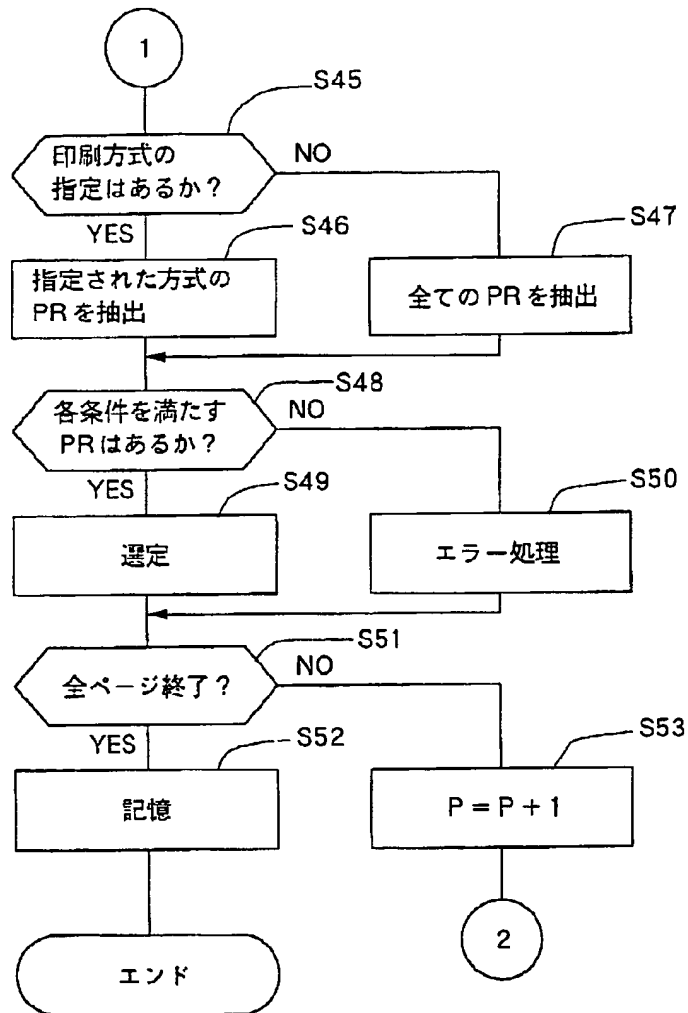 1
S45
印刷方式の
指定はあるか？
NO
YES
S46
S47
指定された方式の
PRを抽出
全てのPRを抽出
S48
各条件を満たす
PRはあるか？
NO
YES
S49
S50
選定
エラー処理
S51
全ページ終了？
NO
YES
S52
S53
記憶
P = P + 1
エンド
2